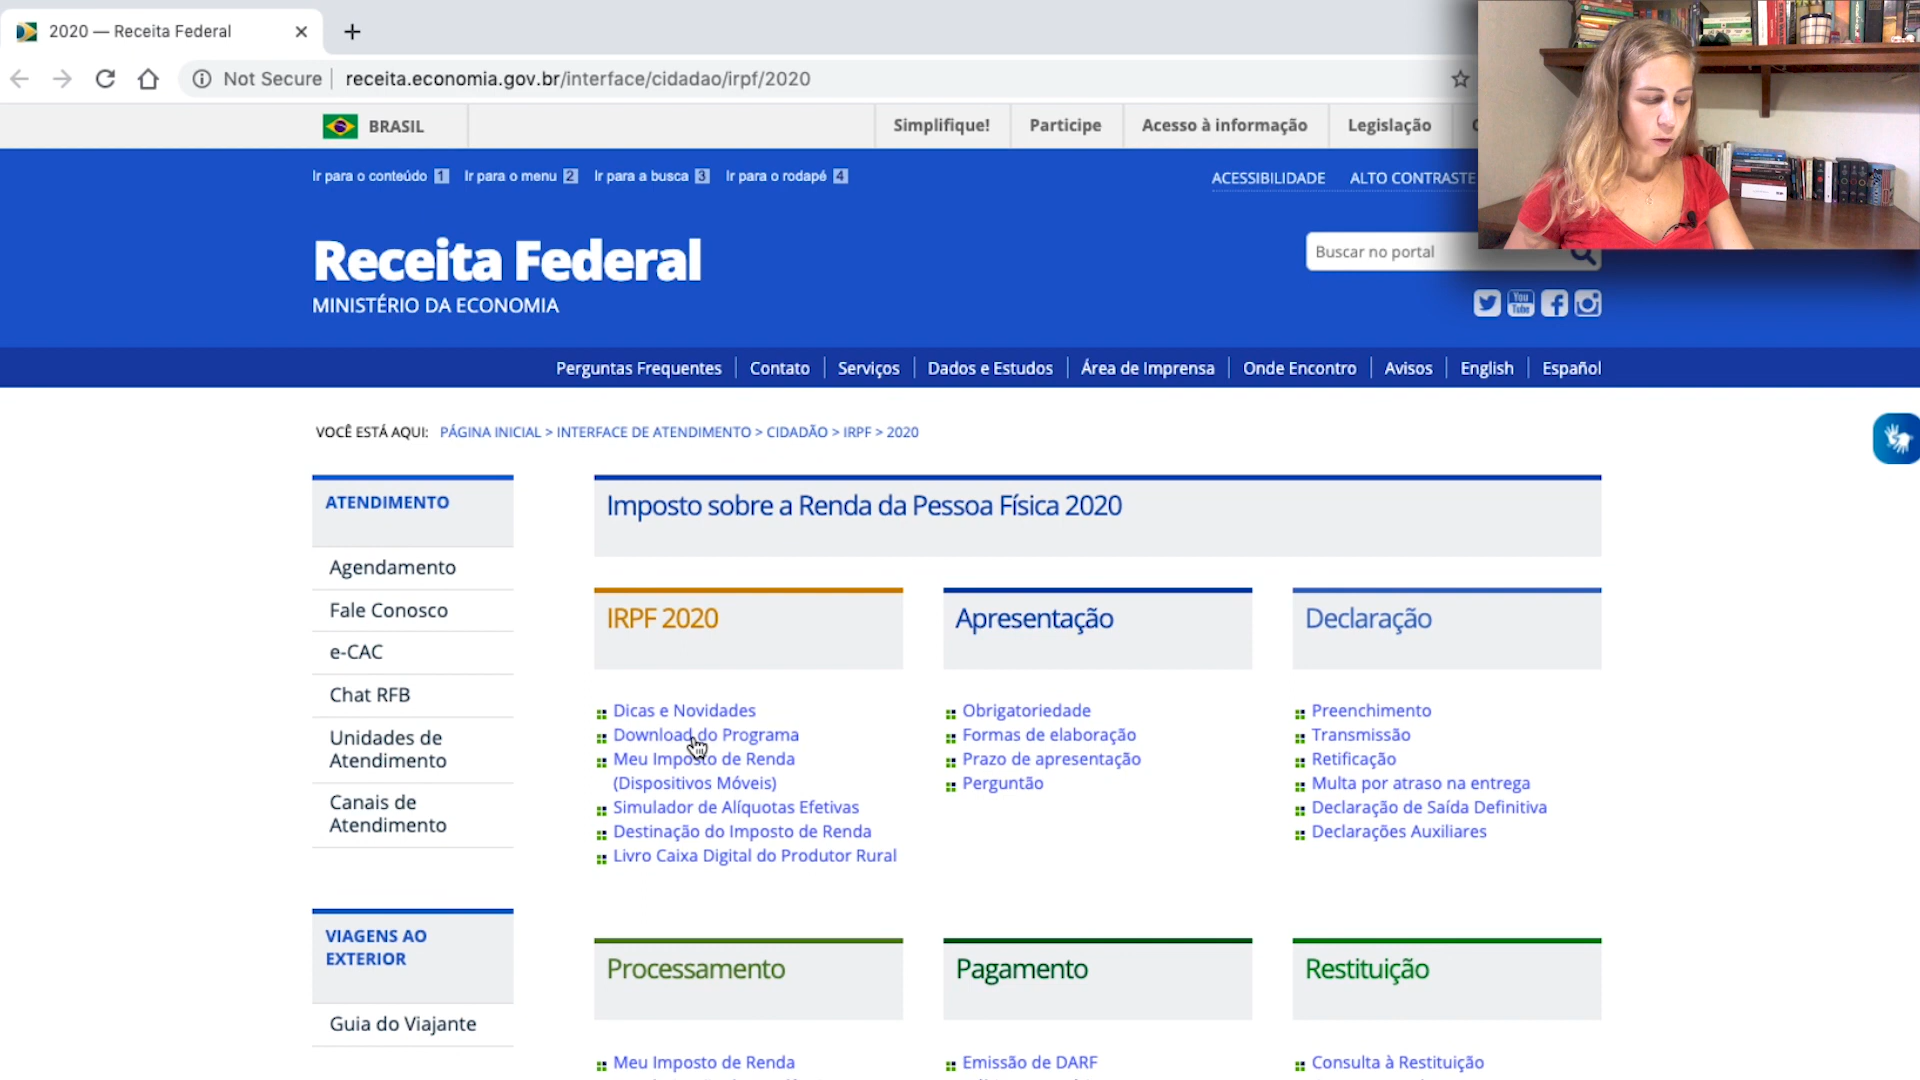 2020 — Receita Federal
Not Secure receita.economia.gov.br/interface/cidadao/irpf/2020
BRASIL Simplifique! Participe Acesso à informação Legislação
Ir para o conteúdo 1 Ir para o menu 2 Ir para a busca 3 Ir para o rodapé 4
ACESSIBILIDADE ALTO CONTRASTE
Receita Federal
MINISTÉRIO DA ECONOMIA
Buscar no portal
You
Tube
Perguntas Frequentes Contato Serviços Dados e Estudos Área de Imprensa Onde Encontro Avisos English Español
VOCÊ ESTÁ AQUI: PÁGINA INICIAL > INTERFACE DE ATENDIMENTO > CIDADÃO > IRPF > 2020
ATENDIMENTO
Agendamento
Fale Conosco
e-CAC
Chat RFB
Unidades de
Atendimento
Canais de
Atendimento
VIAGENS AO
EXTERIOR
Guia do Viajante
Imposto sobre a Renda da Pessoa Física 2020
IRPF 2020
Dicas e Novidades
Download do Programa
Meu Imposto de Renda
(Dispositivos Móveis)
Simulador de Alíquotas Efetivas
Destinação do Imposto de Renda
Livro Caixa Digital do Produtor Rural
Apresentação
Obrigatoriedade
Formas de elaboração
Prazo de apresentação
Perguntão
Declaração
Preenchimento
Transmissão
Retificação
Multa por atraso na entrega
Declaração de Saída Definitiva
Declarações Auxiliares
Processamento
Meu Imposto de Renda
Pagamento
Emissão de DARF
Restituição
Consulta à Restituição